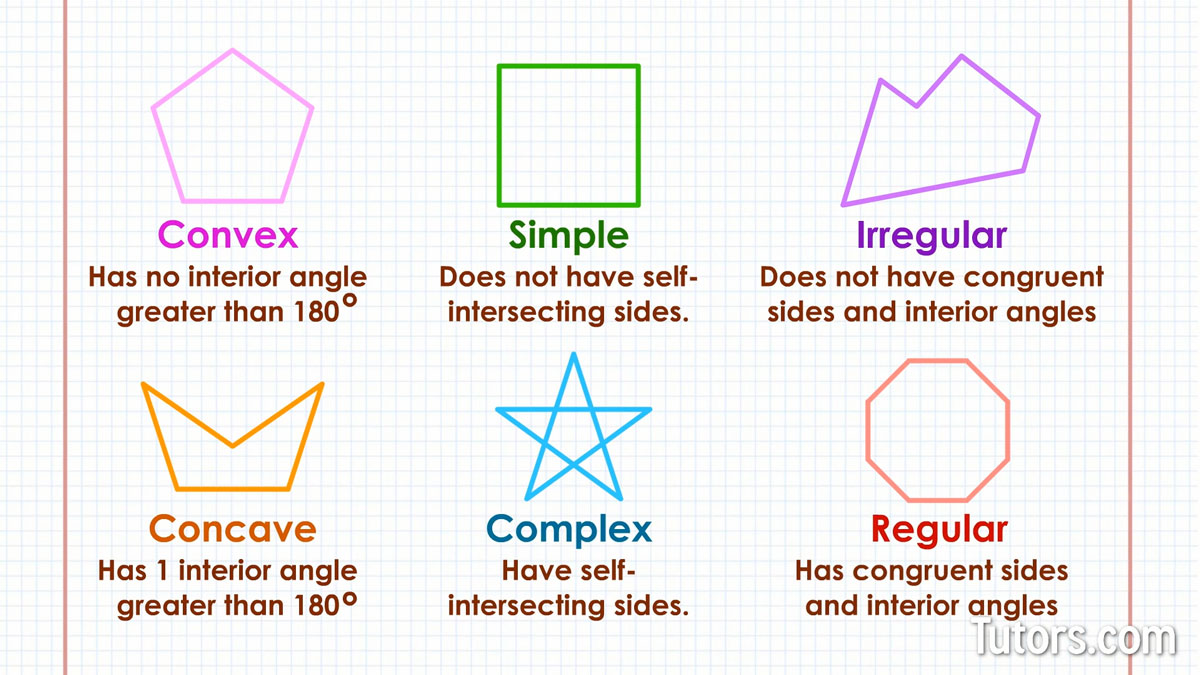 Convex
Has no interior angle
greater than 180°
Simple
Does not have self-
intersecting sides.
Irregular
Does not have congruent
sides and interior angles
Concave
Has 1 interior angle
greater than 180°
Complex
Have self-
intersecting sides.
Regular
Has congruent sides
and interior angles
Tutors.com